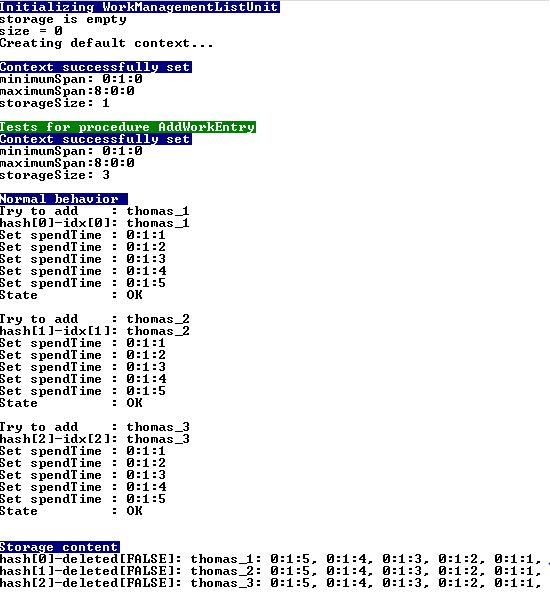 Initializing WorkManagementListUnit
storage is empty
size = 0
Creating default context...
Context successfully set
minimumSpan: 0:1:0
maximumSpan:8:0:0
storageSize: 1
Tests for procedure AddWorkEntry
Context successfully set
minimumSpan: 0:1:0
maximumSpan:8:0:0
storageSize: 3
Normal behavior
Try to add    : thomas_1
hash[0]-idx[0]: thomas_1
Set spendTime : 0:1:1
Set spendTime : 0:1:2
Set spendTime : 0:1:3
Set spendTime : 0:1:4
Set spendTime : 0:1:5
State         : OK
Try to add    : thomas_2
hash[1]-idx[1]: thomas_2
Set spendTime : 0:1:1
Set spendTime : 0:1:2
Set spendTime : 0:1:3
Set spendTime : 0:1:4
Set spendTime : 0:1:5
State         : OK
Try to add    : thomas_3
hash[2]-idx[2]: thomas_3
Set spendTime : 0:1:1
Set spendTime : 0:1:2
Set spendTime : 0:1:3
Set spendTime : 0:1:4
Set spendTime : 0:1:5
State         : OK
Storage content
hash[0]-deleted[FALSE]: thomas_1: 0:1:5, 0:1:4, 0:1:3, 0:1:2, 0:1:1,
hash[1]-deleted[FALSE]: thomas_2: 0:1:5, 0:1:4, 0:1:3, 0:1:2, 0:1:1,
hash[2]-deleted[FALSE]: thomas_3: 0:1:5, 0:1:4, 0:1:3, 0:1:2, 0:1:1,